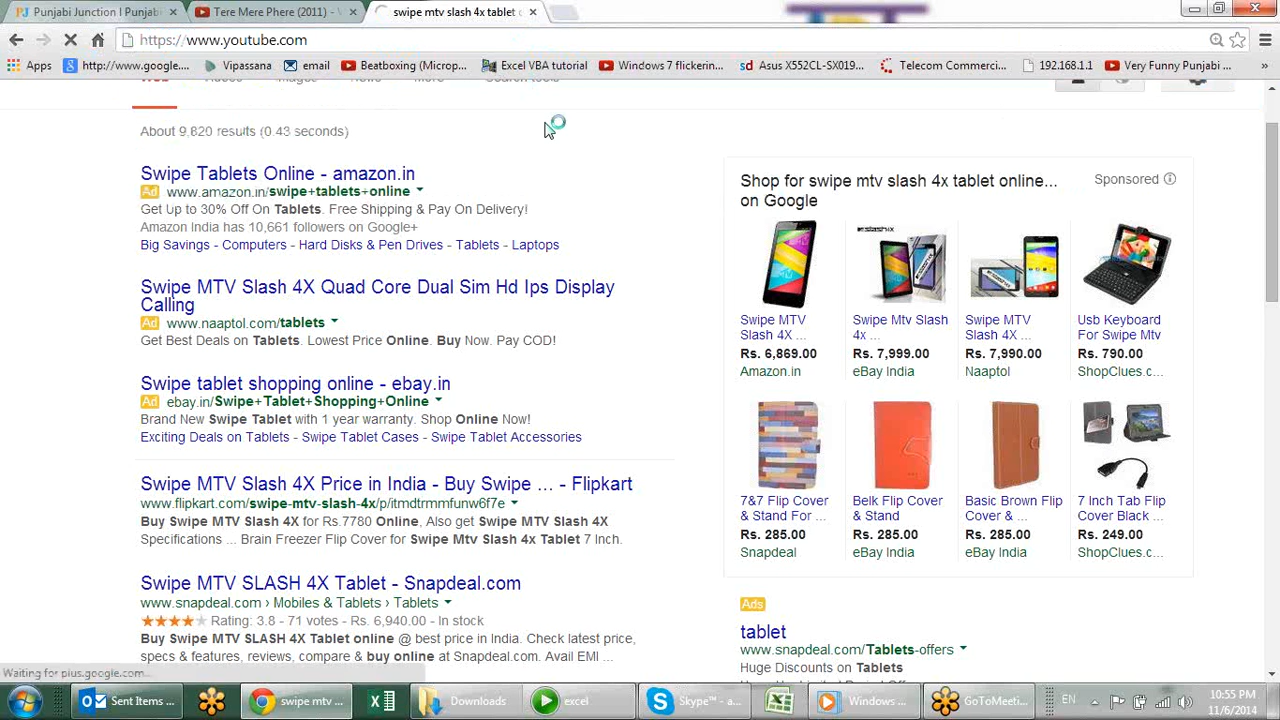 Punjabi Junction l Punjabi
Tere Mere Phere (2011) -
swipe mtv slash 4x tablet
https://www.youtube.com
Apps
http://www.google....
Vipassana
email
Beatboxing (Microp...
Excel VBA tutorial
Windows 7 flickerin...
Asus X552CL-SX019...
Telecom Commerci...
192.168.1.1
Very Funny Punjabi ...
Search tools
About 9,820 results (0.43 seconds)
Swipe Tablets Online - amazon.in
Ad www.amazon.in/swipe+tablets+online
Get Up to 30% Off On Tablets. Free Shipping & Pay On Delivery!
Amazon India has 10,661 followers on Google+
Big Savings - Computers - Hard Disks & Pen Drives - Tablets - Laptops
Swipe MTV Slash 4X Quad Core Dual Sim Hd Ips Display
Calling
Ad www.naaptol.com/tablets
Get Best Deals on Tablets. Lowest Price Online. Buy Now. Pay COD!
Swipe tablet shopping online - ebay.in
Ad ebay.in/Swipe+Tablet+Shopping+Online
Brand New Swipe Tablet with 1 year warranty. Shop Online Now!
Exciting Deals on Tablets - Swipe Tablet Cases - Swipe Tablet Accessories
Swipe MTV Slash 4X Price in India - Buy Swipe ... - Flipkart
www.flipkart.com/swipe-mtv-slash-4x/p/itmdtrmmfunw6f7e
Buy Swipe MTV Slash 4X for Rs.7780 Online, Also get Swipe MTV Slash 4X
Specifications ... Brain Freezer Flip Cover for Swipe Mtv Slash 4x Tablet 7 Inch.
Swipe MTV SLASH 4X Tablet - Snapdeal.com
www.snapdeal.com › Mobiles & Tablets › Tablets
Rating: 3.8 - 71 votes - Rs. 6,940.00 - In stock
Buy Swipe MTV SLASH 4X Tablet online @ best price in India. Check latest price,
specs & features, reviews, compare & buy online at Snapdeal.com. Avail EMI ...
Shop for swipe mtv slash 4x tablet online...
on Google
Sponsored
Swipe MTV
Slash 4X ...
Rs. 6,869.00
Amazon.in
Swipe Mtv Slash
4x ...
Rs. 7,999.00
eBay India
Swipe MTV
Slash 4X ...
Rs. 7,990.00
Naaptol
Usb Keyboard
For Swipe Mtv
Rs. 790.00
ShopClues.c...
7&7 Flip Cover
& Stand For ...
Rs. 285.00
Snapdeal
Belk Flip Cover
& Stand
Rs. 285.00
eBay India
Basic Brown Flip
Cover & ...
Rs. 285.00
eBay India
7 Inch Tab Flip
Cover Black ...
Rs. 249.00
ShopClues.c...
Ads
tablet
www.snapdeal.com/Tablets-offers
Huge Discounts on Tablets
Waiting for plus.google.com...
Sent Items ...
swipe mtv ...
Downloads
excel
Skype™ - a...
Windows ...
GoToMeeti...
EN
10:55 PM
11/6/2014